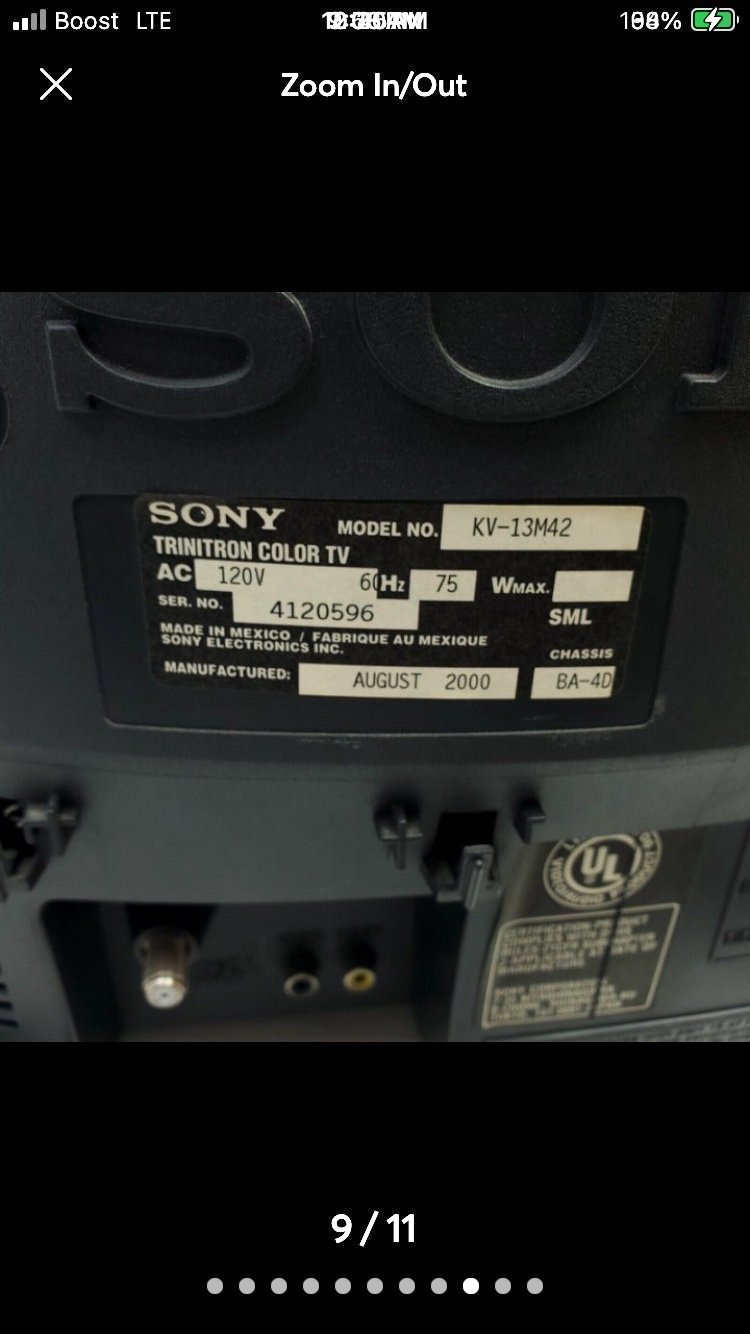 Boost LTE
Zoom In/Out
SONY
MODEL NO. KV-13M42
TRINITRON COLOR TV
AC 120V 60Hz 75 WMAX.
SER. NO. 4120596
SML
MADE IN MEXICO / FABRIQUE AU MEXIQUE
SONY ELECTRONICS INC.
CHASSIS
MANUFACTURED: AUGUST 2000 BA-4D
UL
9/11